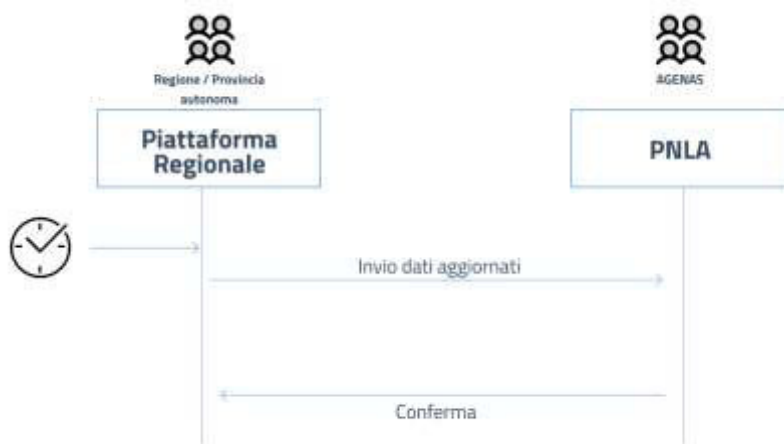 Regione / Provincia
autonoma
AGENAS
Piattaforma
Regionale
PNLA
Invio dati aggiornati
Conferma